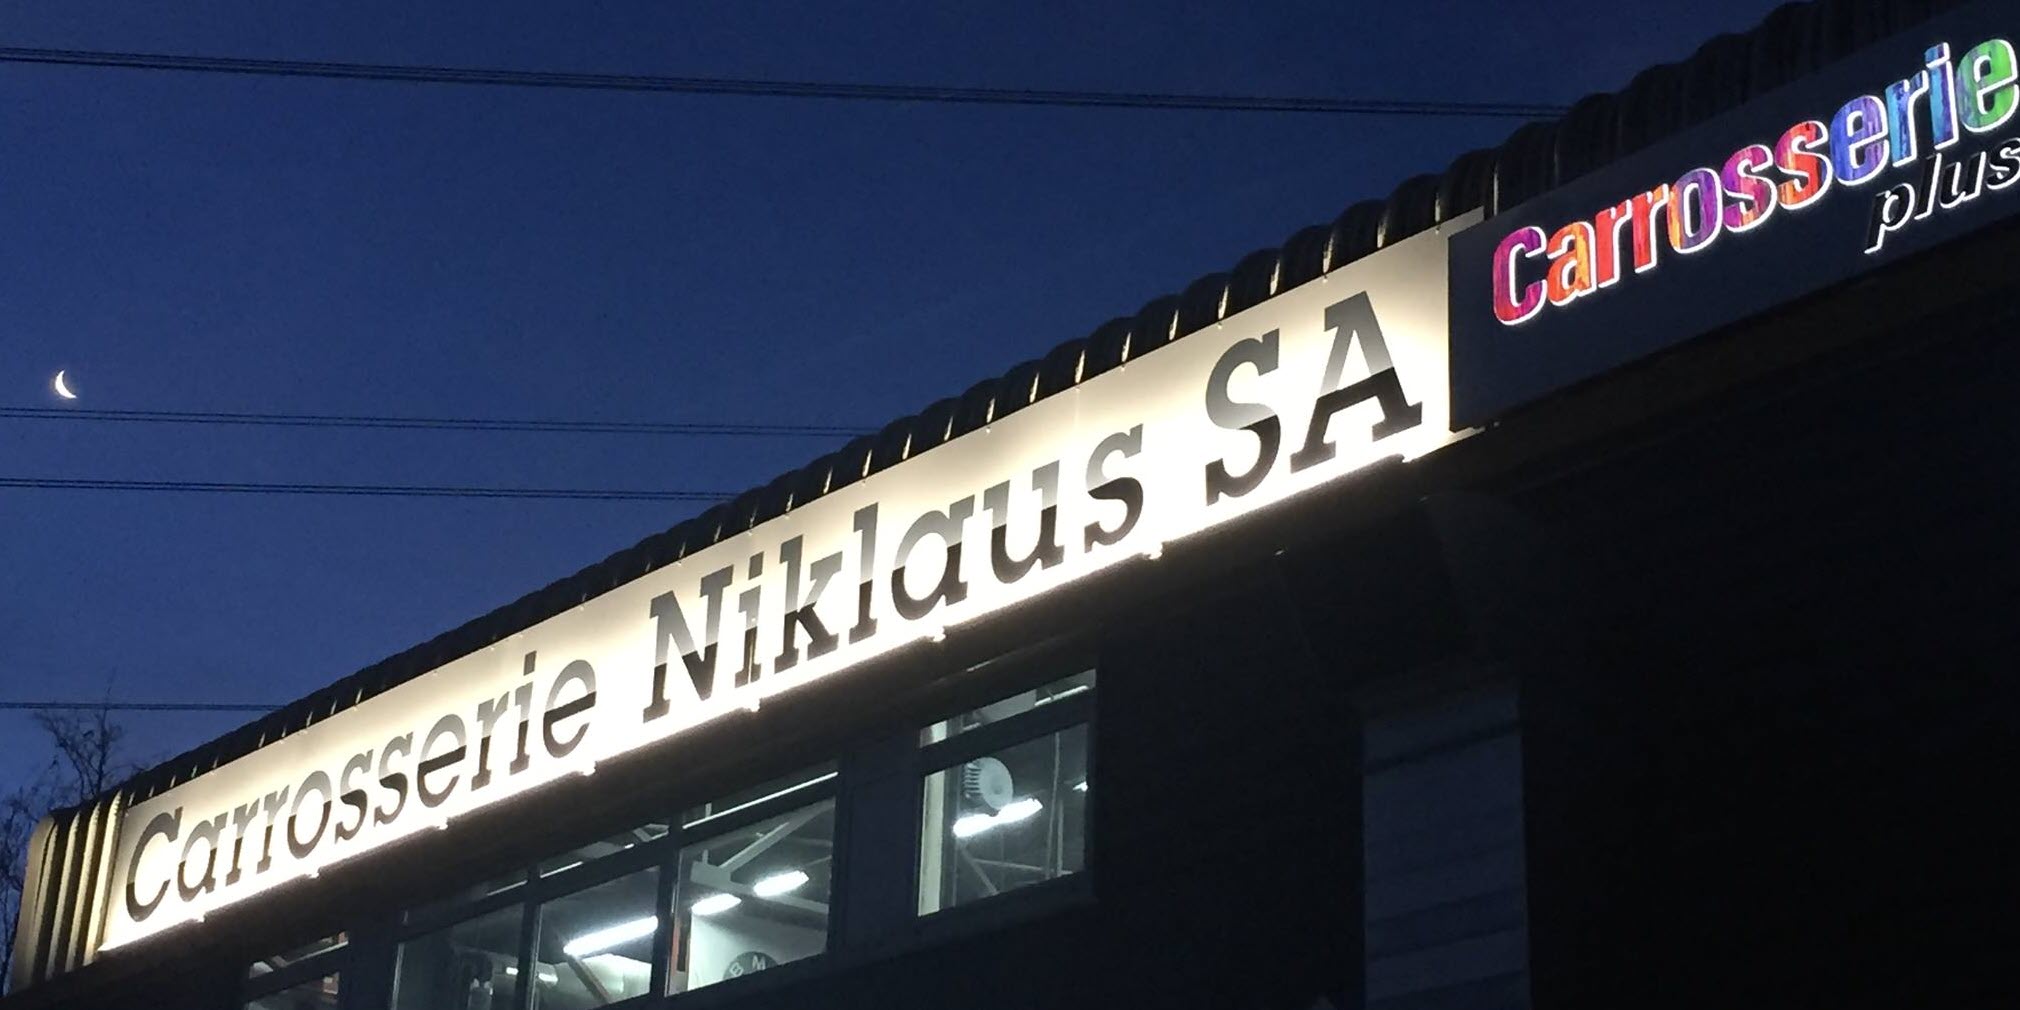 Carrosserie Niklaus SA
Carrosserie
plus
B M